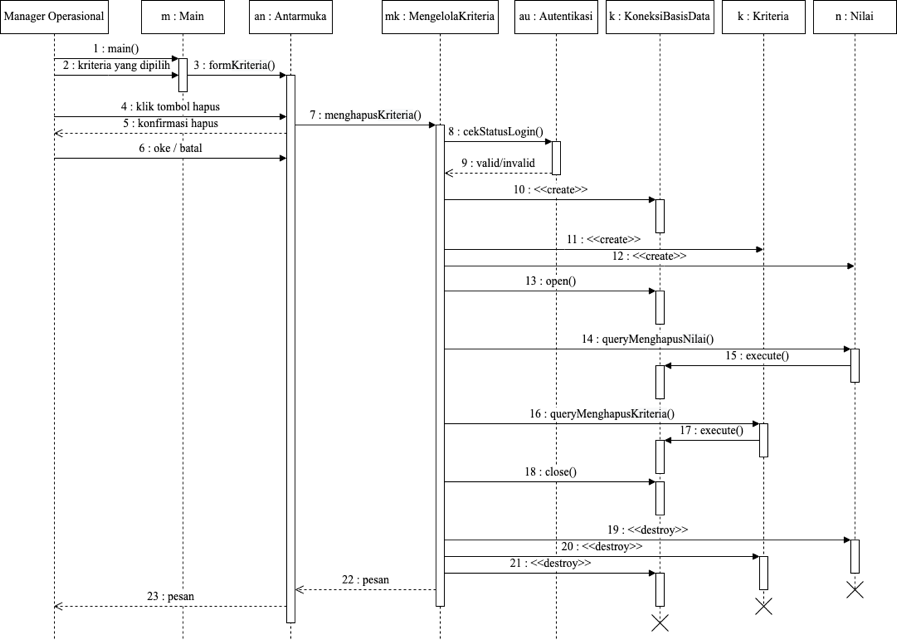 Manager Operasional
m : Main
an : Antarmuka
mk : MengelolaKriteria
au : Autentikasi
k : KoneksiBasisData
k : Kriteria
n : Nilai
1 : main()
2 : kriteria yang dipilih
3 : formKriteria()
4 : klik tombol hapus
5 : konfirmasi hapus
6 : oke / batal
7 : menghapusKriteria()
8 : cekStatusLogin()
9 : valid/invalid
10 : <<create>>
11 : <<create>>
12 : <<create>>
13 : open()
14 : queryMenghapusNilai()
15 : execute()
16 : queryMenghapusKriteria()
17 : execute()
18 : close()
19 : <<destroy>>
20 : <<destroy>>
21 : <<destroy>>
22 : pesan
23 : pesan